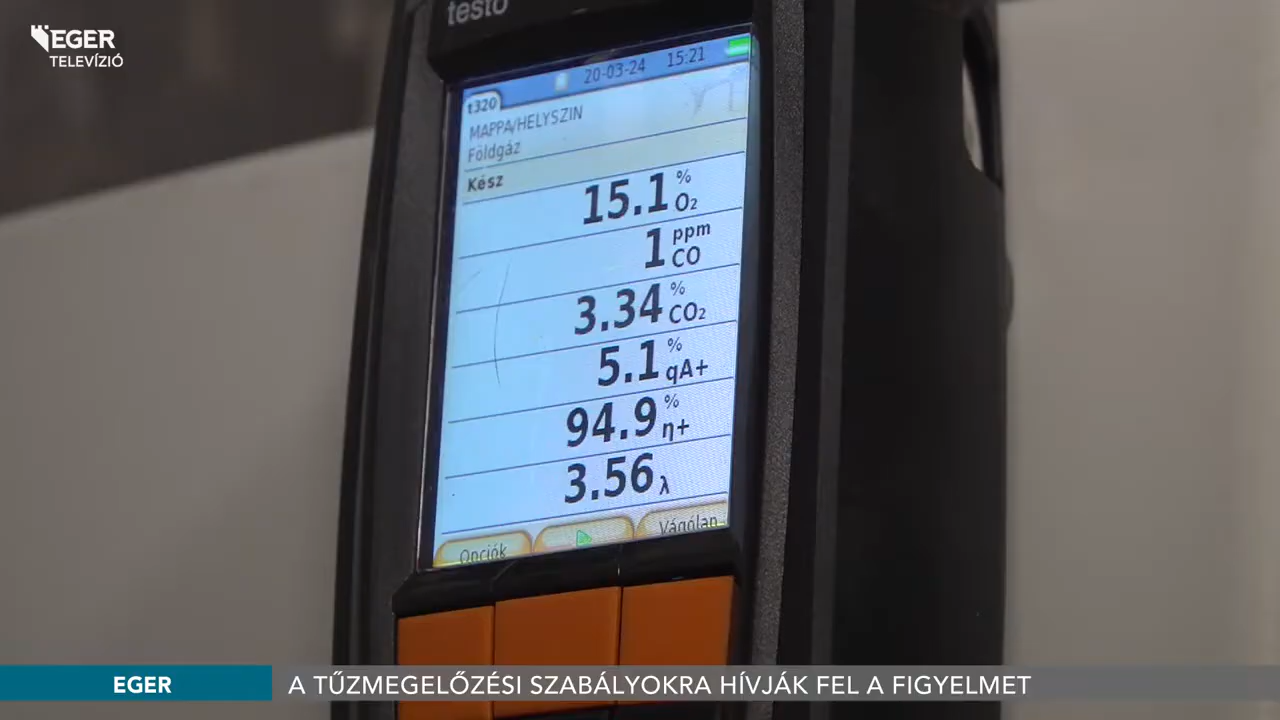 EGER
TELEVÍZIÓ
testo
20-03-24 15:21
t320
MAPPA/HELYSZIN
Földgáz
Kész
15.1 % O₂
1 ppm CO
3.34 % CO₂
5.1 % qA+
94.9 % η+
3.56 λ
Opciók
Vágólap
EGER
A TŰZMEGELŐZÉSI SZABÁLYOKRA HÍVJÁK FEL A FIGYELMET